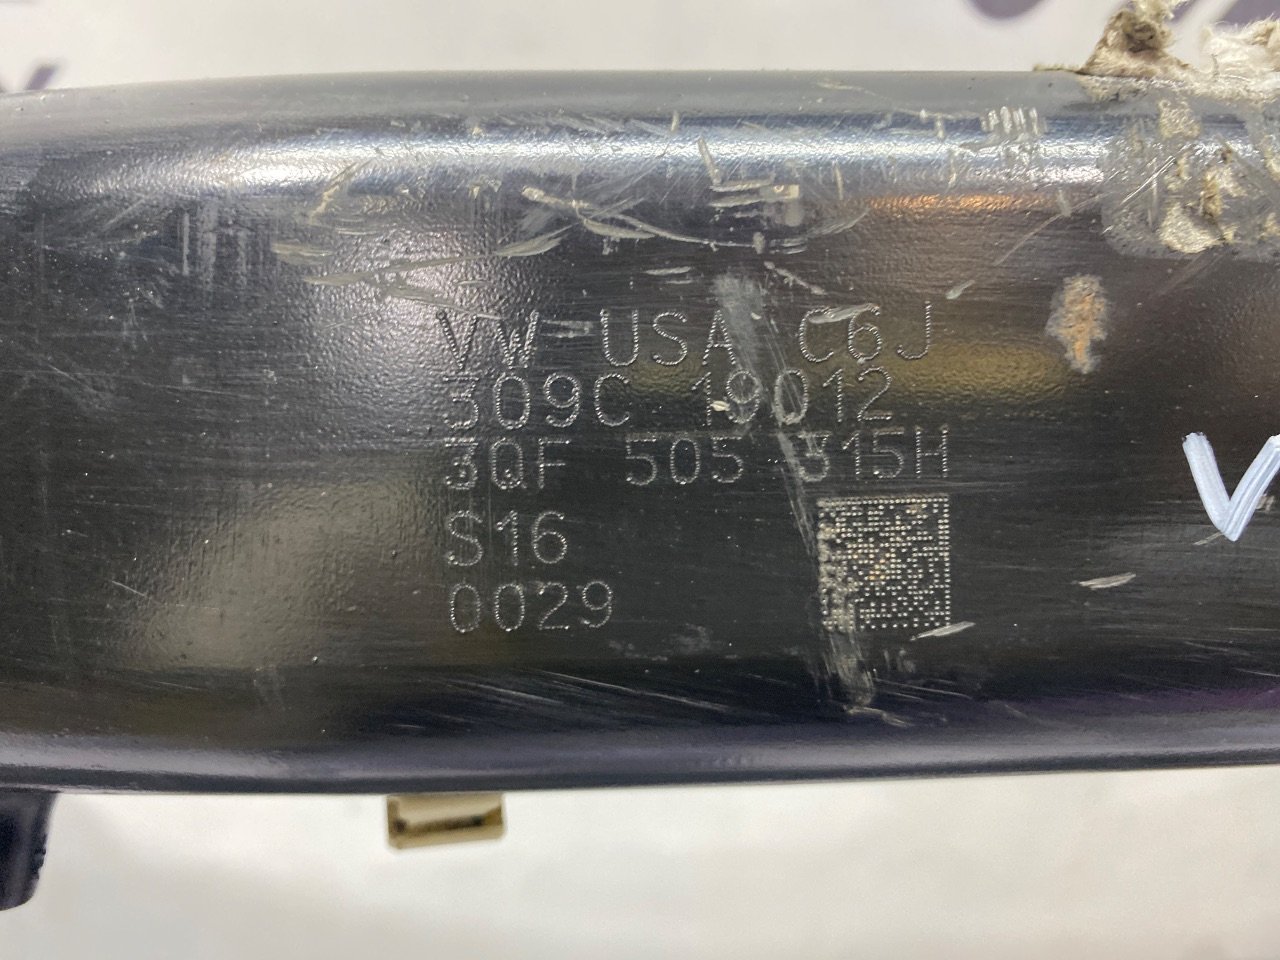 VW USA C6J
309C 19012
3QF 505 315H
S16
0029
V